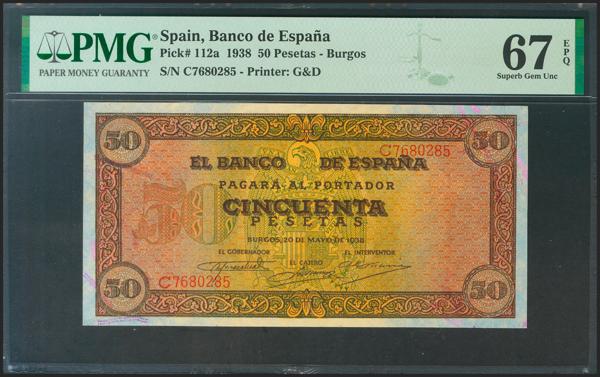 PMG
PAPER MONEY GUARANTY
Spain, Banco de España
Pick# 112a 1938 50 Pesetas - Burgos
S/N C7680285 - Printer: G&D
67
EPQ
Superb Gem Unc
50
50
C7680285
EL BANCO DE ESPAÑA
PAGARÁ AL PORTADOR
CINCUENTA
PESETAS
BURGOS, 20 DE MAYO DE 1938
EL GOBERNADOR EL CAJERO EL INTERVENTOR
C7680285
50
50